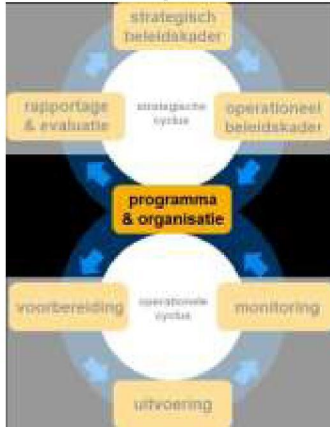 strategisch
beleidskader
rapportage
& evaluatie
strategische
cyclus
operationeel
beleidskader
programma
& organisatie
voorbereiding
operationele
cyclus
monitoring
uitvoering